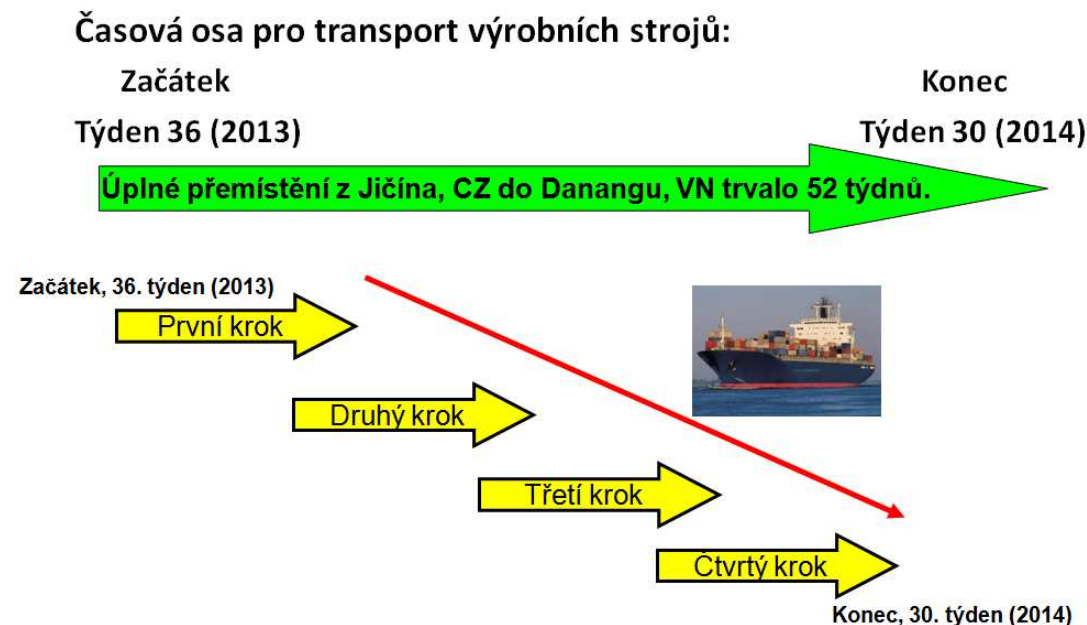 Časová osa pro transport výrobních strojů:
Začátek
Konec
Týden 36 (2013)
Týden 30 (2014)
Úplné přemístění z Jičína, CZ do Danangu, VN trvalo 52 týdnů.
Začátek, 36. týden (2013)
První krok
Druhý krok
Třetí krok
Čtvrtý krok
Konec, 30. týden (2014)